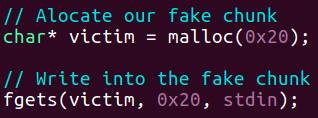 // Alocate our fake chunk
char* victim = malloc(0x20);
// Write into the fake chunk
fgets(victim, 0x20, stdin);